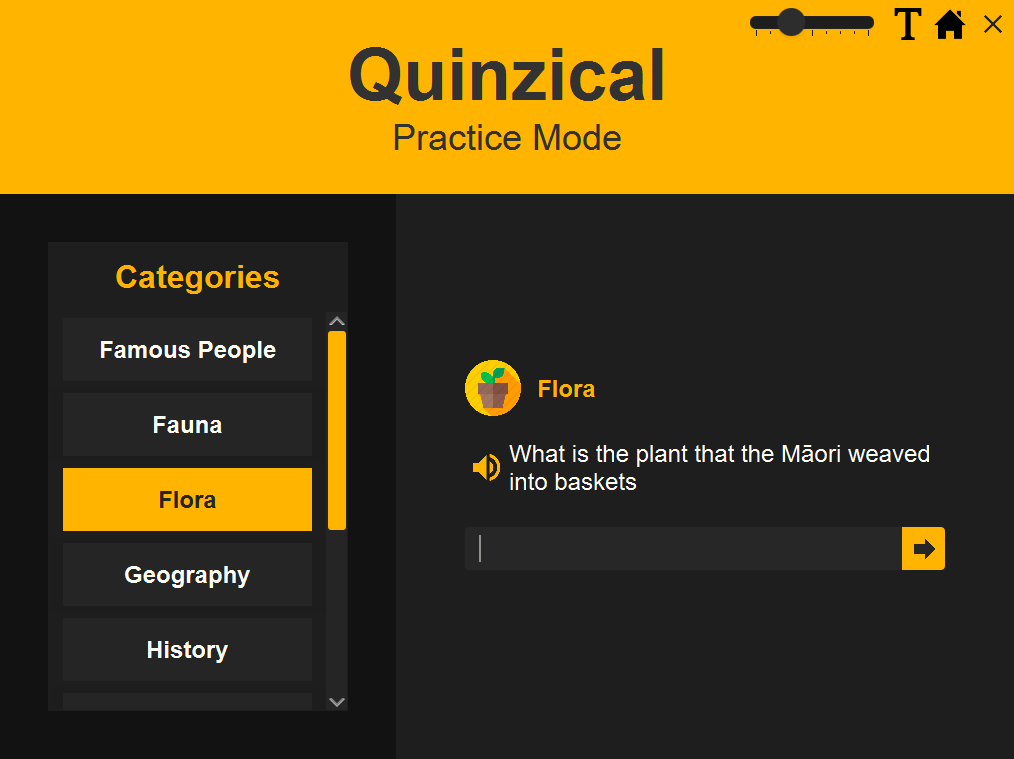 T
Quinzical
Practice Mode
Categories
Famous People
Fauna
Flora
Geography
History
Flora
What is the plant that the Māori weaved
into baskets